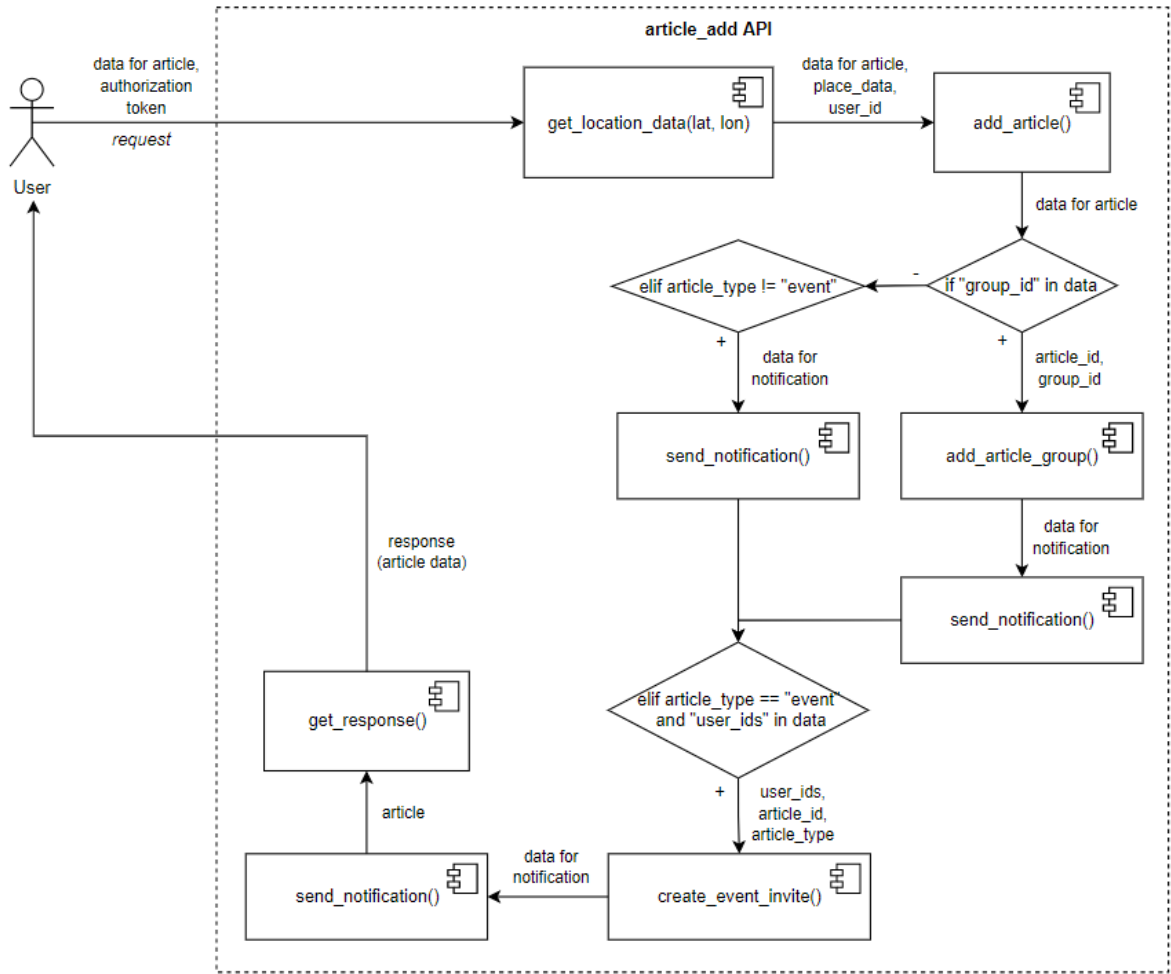 article_add API
data for article,
authorization
token
request
User
get_location_data(lat, lon)
data for article,
place_data,
user_id
add_article()
data for article
if "group_id" in data
-
elif article_type != "event"
+
data for
notification
+
article_id,
group_id
send_notification()
add_article_group()
data for
notification
send_notification()
elif article_type == "event"
and "user_ids" in data
+
user_ids,
article_id,
article_type
create_event_invite()
data for
notification
send_notification()
article
get_response()
response
(article data)